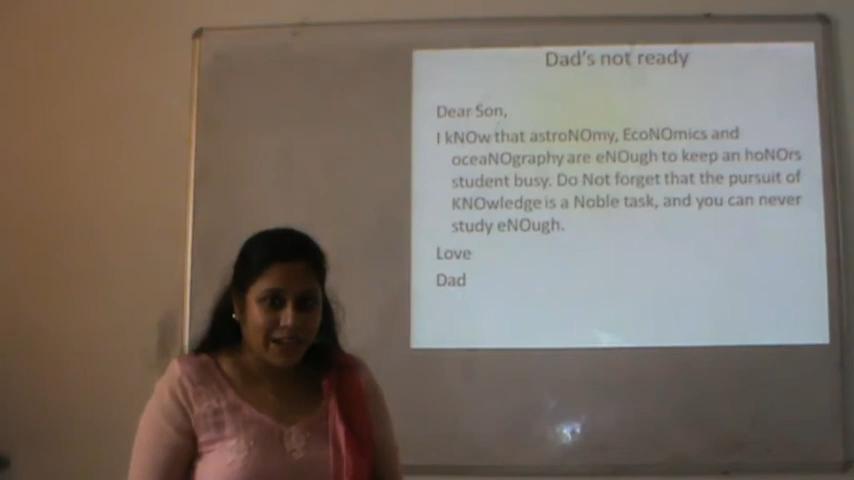 Dad's not ready
Dear Son,
I kNOw that astroNOmy, EcoNOmics and
oceaNOgraphy are eNOugh to keep an hoNOrs
student busy. Do Not forget that the pursuit of
KNOwledge is a Noble task, and you can never
study eNOugh.
Love
Dad